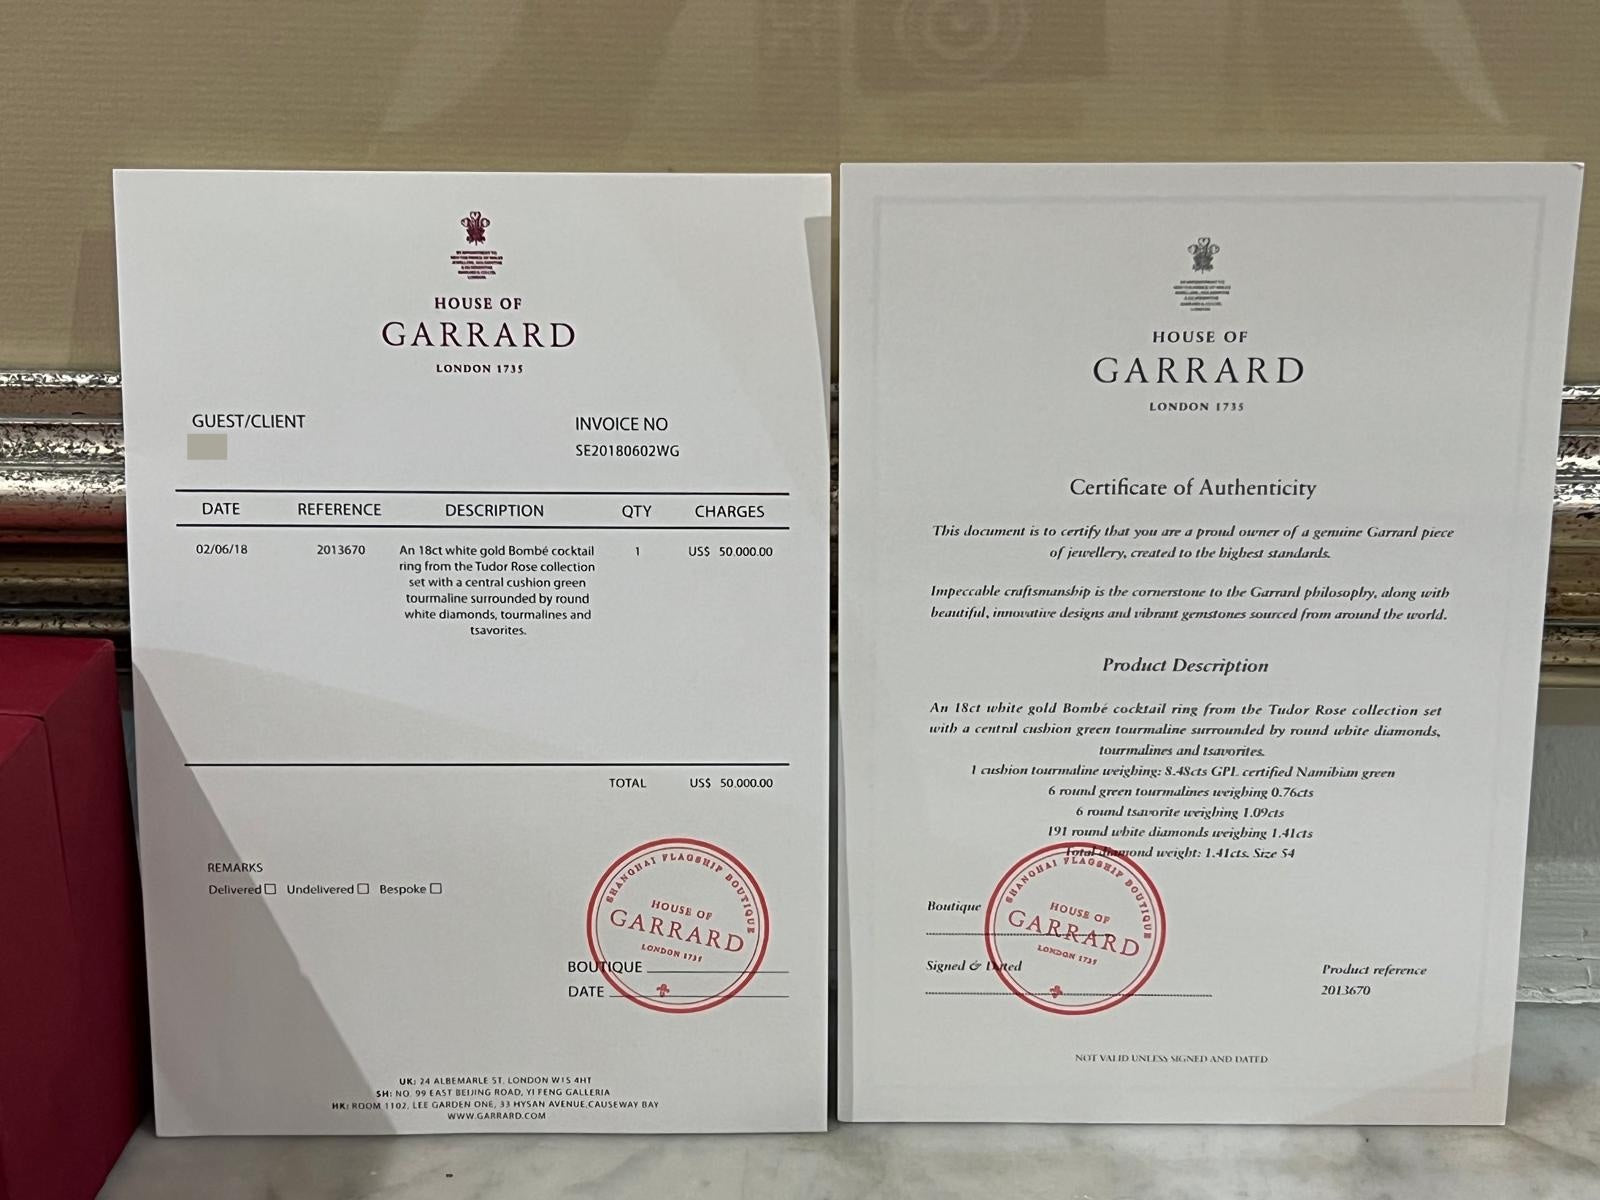 HOUSE OF
GARRARD
LONDON 1735
GUEST/CLIENT
INVOICE NO
SE20180602WG
DATE REFERENCE DESCRIPTION QTY CHARGES
02/06/18 2013670 An 18ct white gold Bombé cocktail 1 US$ 50.000.00
ring from the Tudor Rose collection
set with a central cushion green
tourmaline surrounded by round
white diamonds, tourmalines and
tsavorites.
TOTAL US$ 50.000.00
REMARKS
Delivered Undelivered Bespoke
SHANGHAI FLAGSHIP BOUTIQUE
HOUSE OF
GARRARD
LONDON 1735
BOUTIQUE
DATE
UK: 24 ALBEMARLE ST, LONDON W1S 4HT
SH: NO. 99 EAST BEIJING ROAD, YI FENG GALLERIA
HK: ROOM 1102, LEE GARDEN ONE, 33 HYSAN AVENUE,CAUSEWAY BAY
WWW.GARRARD.COM
HOUSE OF
GARRARD
LONDON 1735
Certificate of Authenticity
This document is to certify that you are a proud owner of a genuine Garrard piece
of jewellery, created to the highest standards.
Impeccable craftsmanship is the cornerstone to the Garrard philosophy, along with
beautiful, innovative designs and vibrant gemstones sourced from around the world.
Product Description
An 18ct white gold Bombé cocktail ring from the Tudor Rose collection set
with a central cushion green tourmaline surrounded by round white diamonds,
tourmalines and tsavorites.
1 cushion tourmaline weighing: 8.48cts GPL certified Namibian green
6 round green tourmalines weighing 0.76cts
6 round tsavorite weighing 1.09cts
191 round white diamonds weighing 1.41cts
Total diamond weight: 1.41cts. Size 54
SHANGHAI FLAGSHIP BOUTIQUE
HOUSE OF
GARRARD
LONDON 1735
Boutique
Signed & Dated
Product reference
2013670
NOT VALID UNLESS SIGNED AND DATED